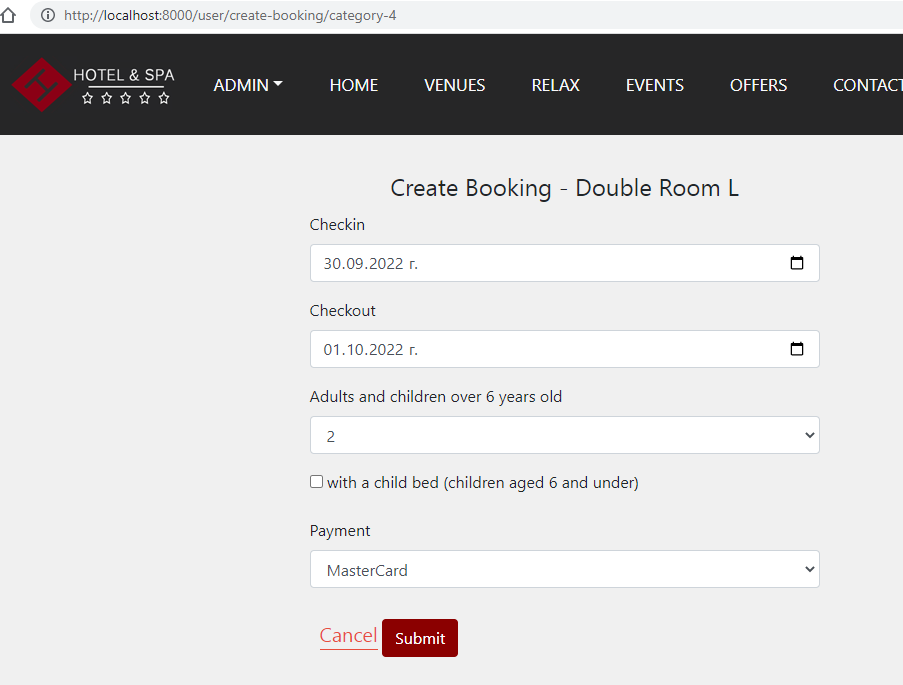 http://localhost:8000/user/create-booking/category-4
HOTEL & SPA
ADMIN HOME VENUES RELAX EVENTS OFFERS CONTACT
Create Booking - Double Room L
Checkin
30.09.2022 г.
Checkout
01.10.2022 г.
Adults and children over 6 years old
2
with a child bed (children aged 6 and under)
Payment
MasterCard
Cancel Submit